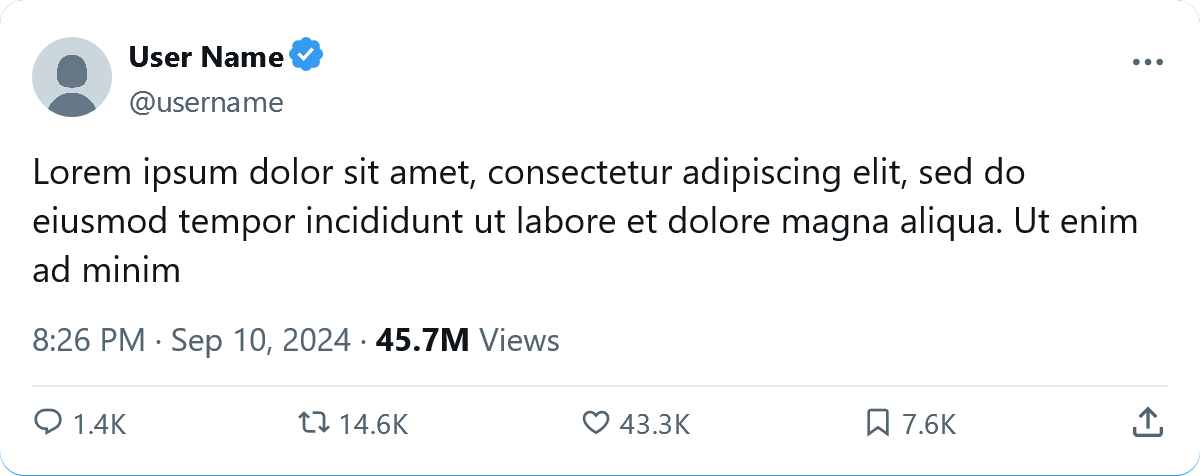 User Name
@username
Lorem ipsum dolor sit amet, consectetur adipiscing elit, sed do
eiusmod tempor incididunt ut labore et dolore magna aliqua. Ut enim
ad minim
8:26 PM · Sep 10, 2024 · 45.7M Views
1.4K 14.6K 43.3K 7.6K